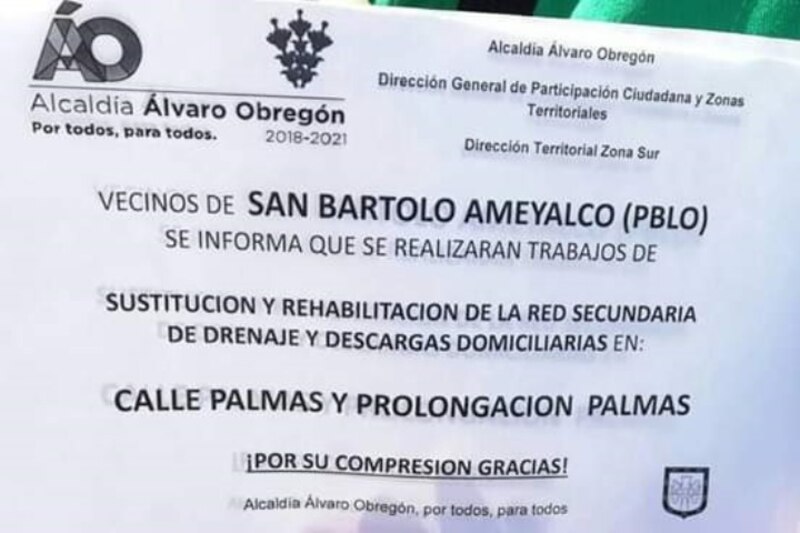 ÁO
Alcaldía Álvaro Obregón
Por todos, para todos. 2018-2021
Alcaldía Álvaro Obregón
Dirección General de Participación Ciudadana y Zonas
Territoriales
Dirección Territorial Zona Sur
VECINOS DE SAN BARTOLO AMEYALCO (PBLO)
SE INFORMA QUE SE REALIZARAN TRABAJOS DE
SUSTITUCION Y REHABILITACION DE LA RED SECUNDARIA
DE DRENAJE Y DESCARGAS DOMICILIARIAS EN:
CALLE PALMAS Y PROLONGACION PALMAS
¡POR SU COMPRESION GRACIAS!
Alcaldía Álvaro Obregón, por todos, para todos